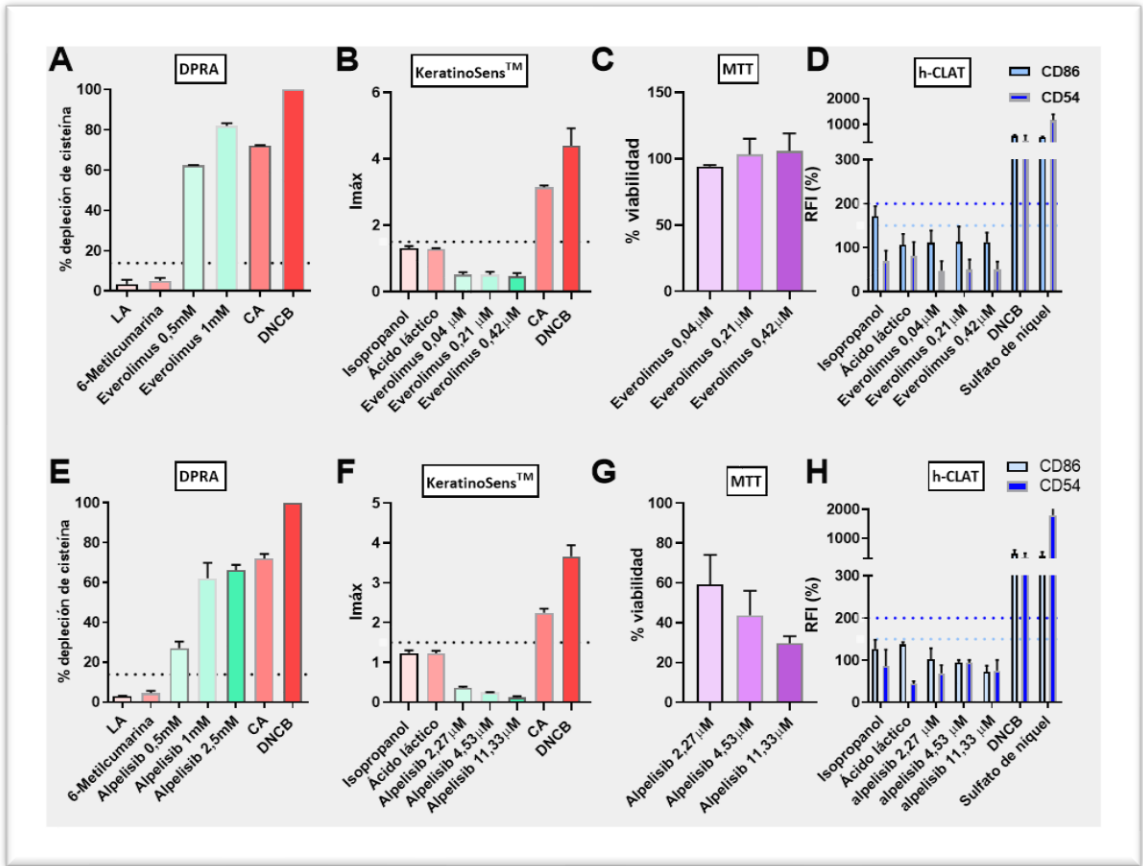 A
DPRA
% depleción de cisteína
100
80
60
40
20
0
LA
6-Metilcumarina
Everolimus 0,5mM
Everolimus 1mM
CA
DNCB
B
KeratinoSens™
Imáx
6
4
2
0
Isopropanol
Ácido láctico
Everolimus 0,04 µM
Everolimus 0,21 µM
Everolimus 0,42µM
CA
DNCB
C
MTT
% viabilidad
150
100
50
0
Everolimus 0,04µM
Everolimus 0,21µM
Everolimus 0,42µM
D
h-CLAT
CD86
CD54
RFI (%)
2000
1000
300
200
100
0
Isopropanol
Ácido láctico
Everolimus 0,04µM
Everolimus 0,21µM
Everolimus 0,42µM
DNCB
Sulfato de níquel
E
DPRA
% depleción de cisteína
100
80
60
40
20
0
LA
6-Metilcumarina
Alpelisib 0,5mM
Alpelisib 1mM
Alpelisib 2,5mM
CA
DNCB
F
KeratinoSens™
Imáx
5
4
3
2
1
0
Isopropanol
Ácido láctico
Alpelisib 2,27µM
Alpelisib 4,53µM
Alpelisib 11,33µM
CA
DNCB
G
MTT
% viabilidad
100
80
60
40
20
0
Alpelisib 2,27µM
Alpelisib 4,53µM
Alpelisib 11,33µM
H
h-CLAT
CD86
CD54
RFI (%)
2000
1000
300
200
100
0
Isopropanol
Ácido láctico
alpelisib 2,27 µM
alpelisib 4,53 µM
alpelisib 11,33 µM
DNCB
Sulfato de níquel